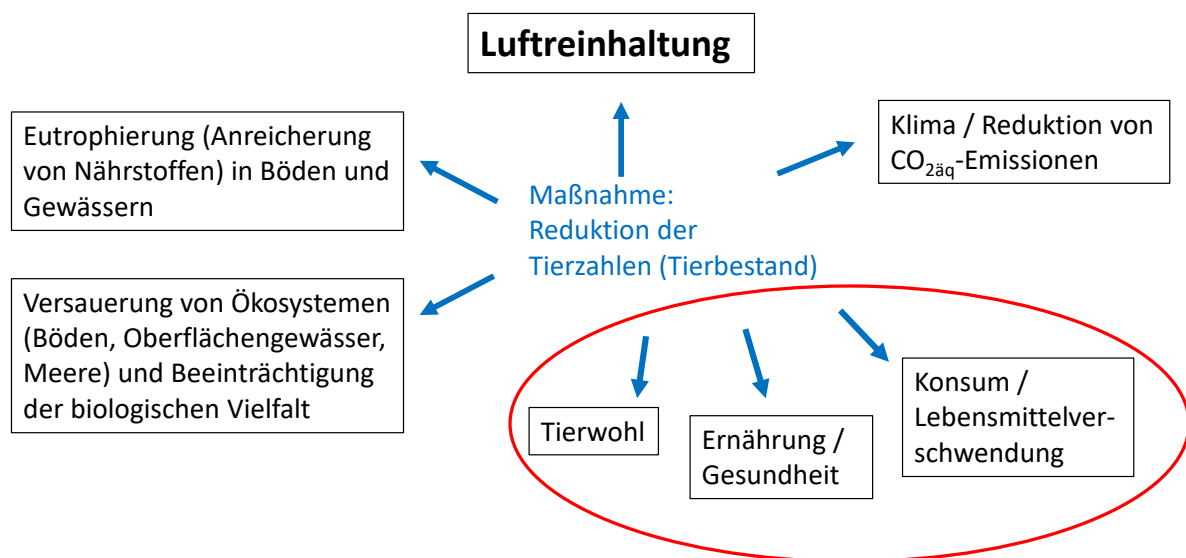 Luftreinhaltung
Eutrophierung (Anreicherung
von Nährstoffen) in Böden und
Gewässern
Klima / Reduktion von
CO₂äq-Emissionen
Maßnahme:
Reduktion der
Tierzahlen (Tierbestand)
Versauerung von Ökosystemen
(Böden, Oberflächengewässer,
Meere) und Beeinträchtigung
der biologischen Vielfalt
Tierwohl
Ernährung /
Gesundheit
Konsum /
Lebensmittelver-
schwendung